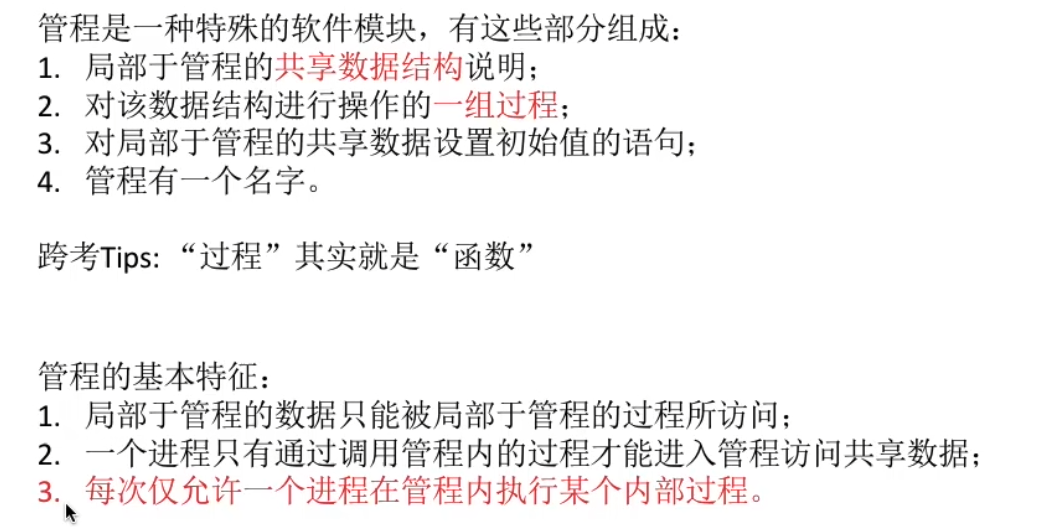 管程是一种特殊的软件模块，有这些部分组成：
1. 局部于管程的共享数据结构说明；
2. 对该数据结构进行操作的一组过程；
3. 对局部于管程的共享数据设置初始值的语句；
4. 管程有一个名字。
跨考Tips: “过程”其实就是“函数”
管程的基本特征：
1. 局部于管程的数据只能被局部于管程的过程所访问；
2. 一个进程只有通过调用管程内的过程才能进入管程访问共享数据；
3. 每次仅允许一个进程在管程内执行某个内部过程。